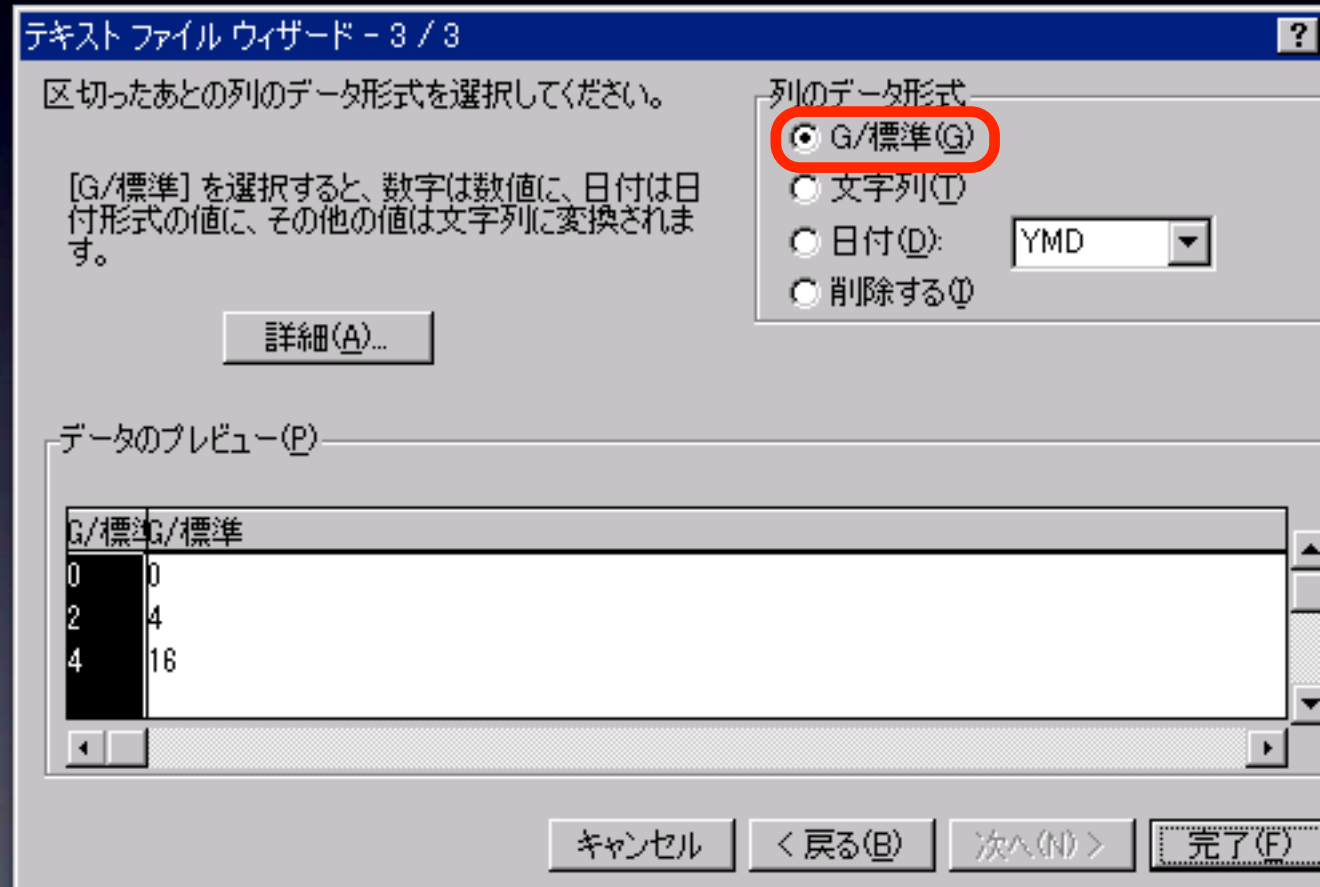 テキスト ファイル ウィザード - 3 / 3
?
区切ったあとの列のデータ形式を選択してください。
[G/標準] を選択すると、数字は数値に、日付は日
付形式の値に、その他の値は文字列に変換されま
す。
詳細(A)...
列のデータ形式
G/標準(G)
文字列(T)
日付(D):
YMD
削除する(I)
データのプレビュー(P)
G/標準 G/標準
0 0
2 4
4 16
キャンセル
< 戻る(B)
次へ(N) >
完了(F)